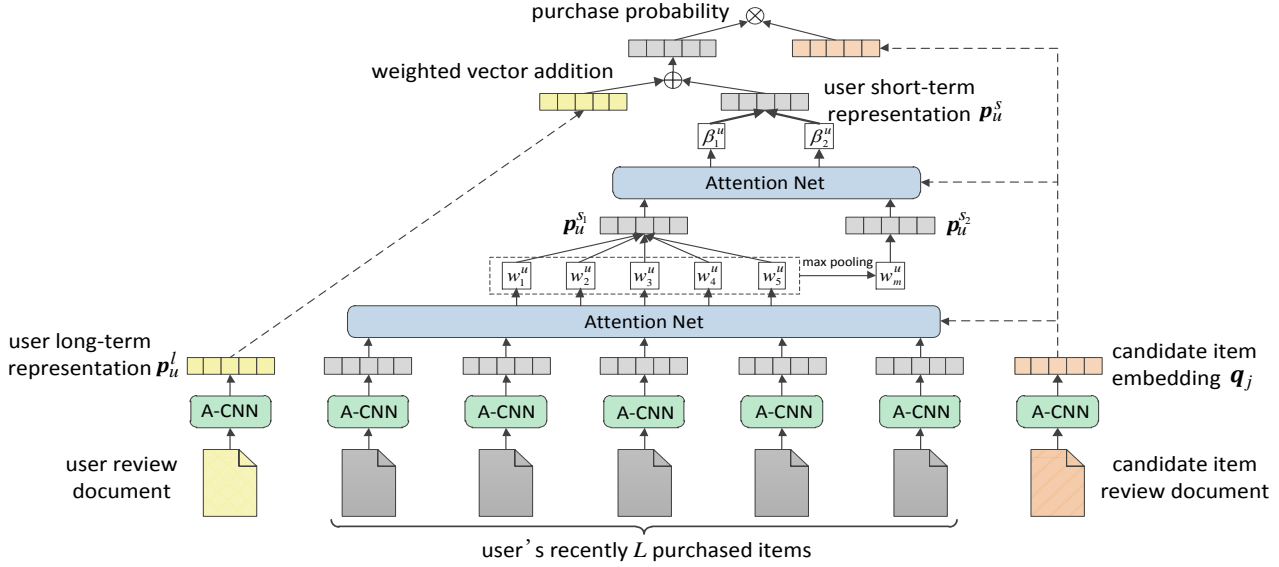 purchase probability
weighted vector addition
user short-term
representation p_u^s
β_1^u
β_2^u
Attention Net
p_u^{s_1}
p_u^{s_2}
w_1^u
w_2^u
w_3^u
w_4^u
w_5^u
max pooling
w_m^u
Attention Net
user long-term
representation p_u^l
candidate item
embedding q_j
A-CNN
A-CNN
A-CNN
A-CNN
A-CNN
A-CNN
A-CNN
user review
document
candidate item
review document
user's recently L purchased items